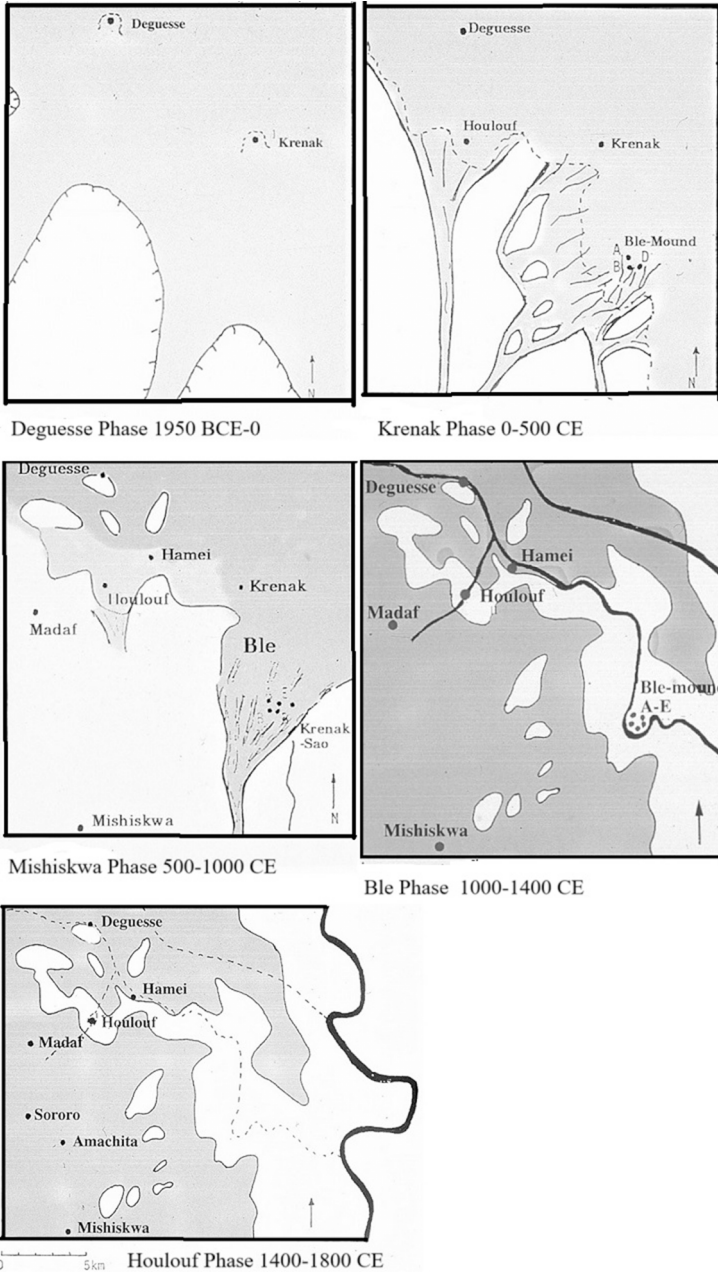 Deguesse
Krenak
N
Deguesse Phase 1950 BCE-0
Deguesse
Houlouf
Krenak
Ble-Mound
A
B D
N
Krenak Phase 0-500 CE
Deguesse
Hamei
Houlouf
Krenak
Madaf
Ble
Krenak
-Sao
N
Mishiskwa
Mishiskwa Phase 500-1000 CE
Deguesse
Hamei
Houlouf
Madaf
Ble-moun
A-E
Mishiskwa
Ble Phase 1000-1400 CE
Deguesse
Hamei
Houlouf
Madaf
Sororo
Amachita
Mishiskwa
0 5km
Houlouf Phase 1400-1800 CE